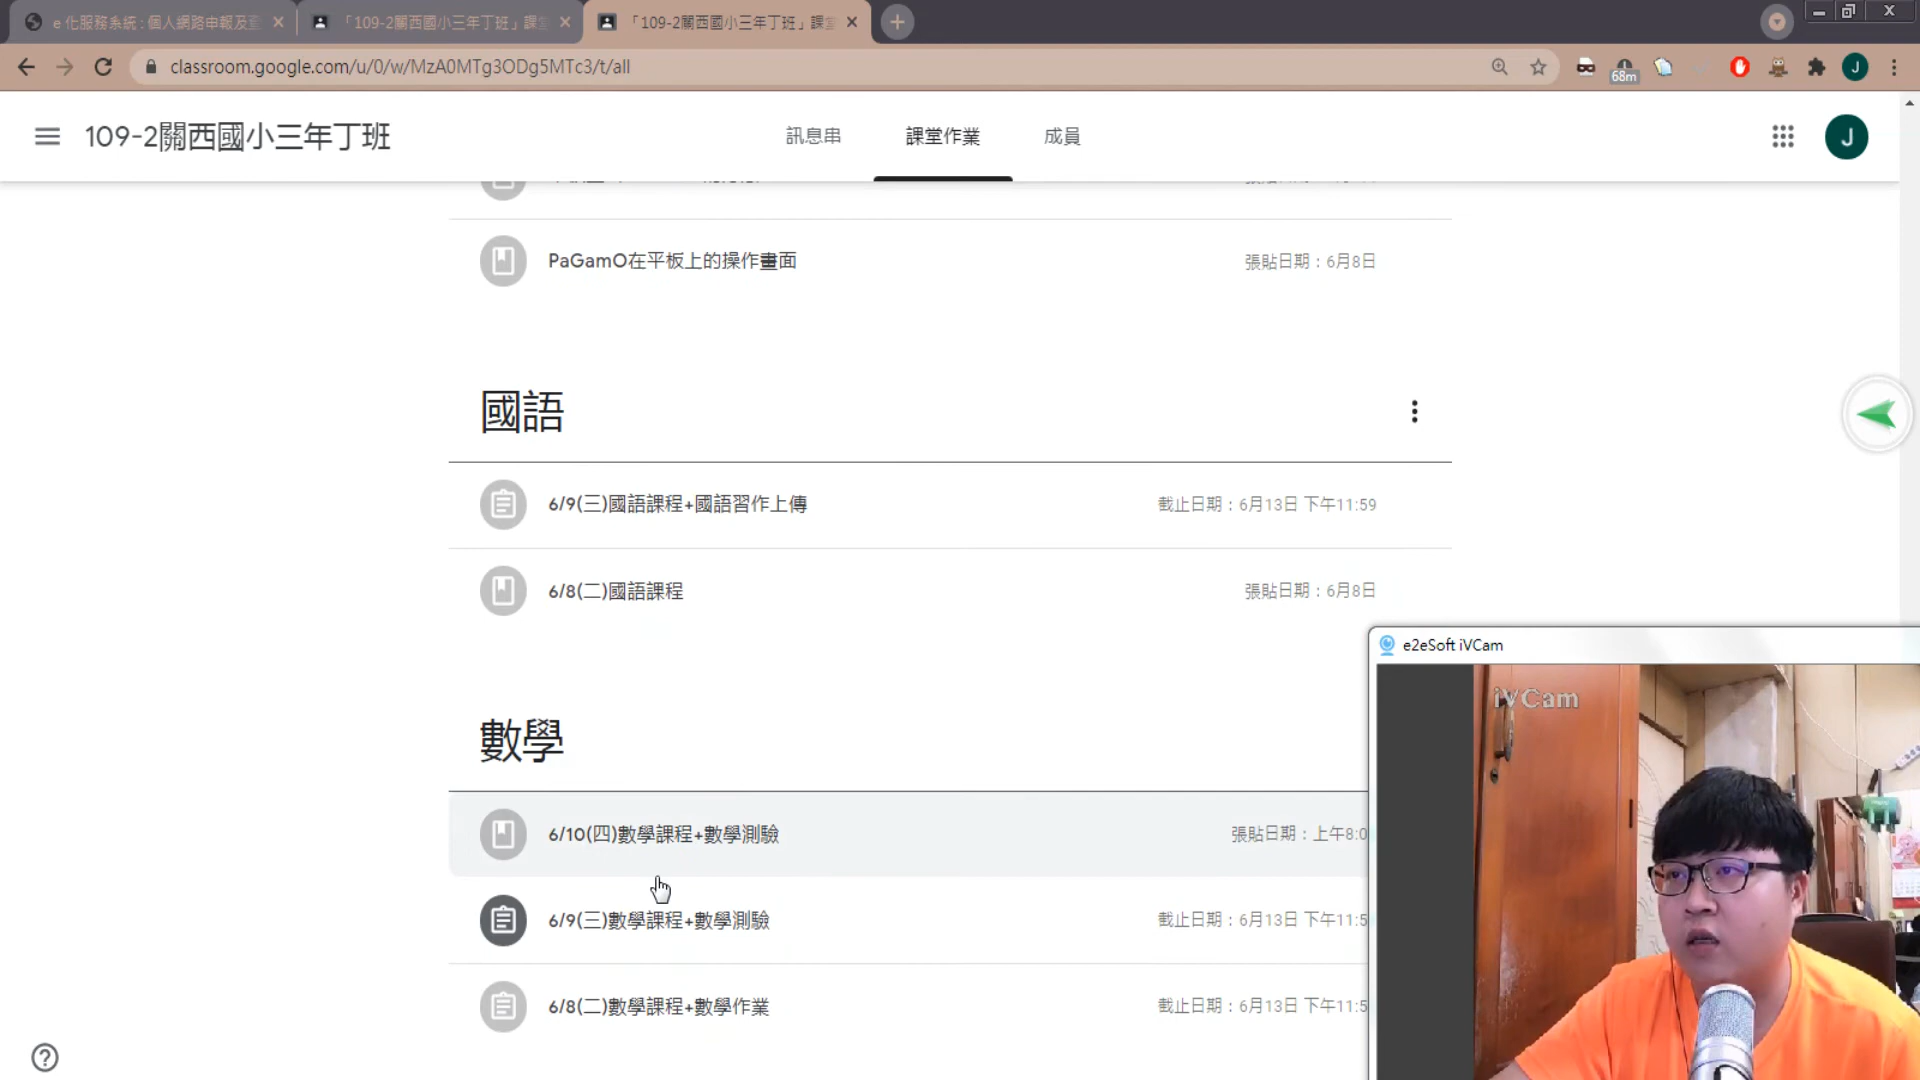 e 化服務系統 : 個人網路申報及查
「109-2關西國小三年丁班」課堂
「109-2關西國小三年丁班」課堂
classroom.google.com/u/0/w/MzA0MTg3ODg5MTc3/t/all
68m
J
109-2關西國小三年丁班
訊息串
課堂作業
成員
J
PaGamO在平板上的操作畫面
張貼日期：6月8日
國語
6/9(三)國語課程+國語習作上傳
截止日期：6月13日 下午11:59
6/8(二)國語課程
張貼日期：6月8日
數學
6/10(四)數學課程+數學測驗
張貼日期：上午8:0
6/9(三)數學課程+數學測驗
截止日期：6月13日 下午11:5
6/8(二)數學課程+數學作業
截止日期：6月13日 下午11:5
e2eSoft iVCam
iVCam